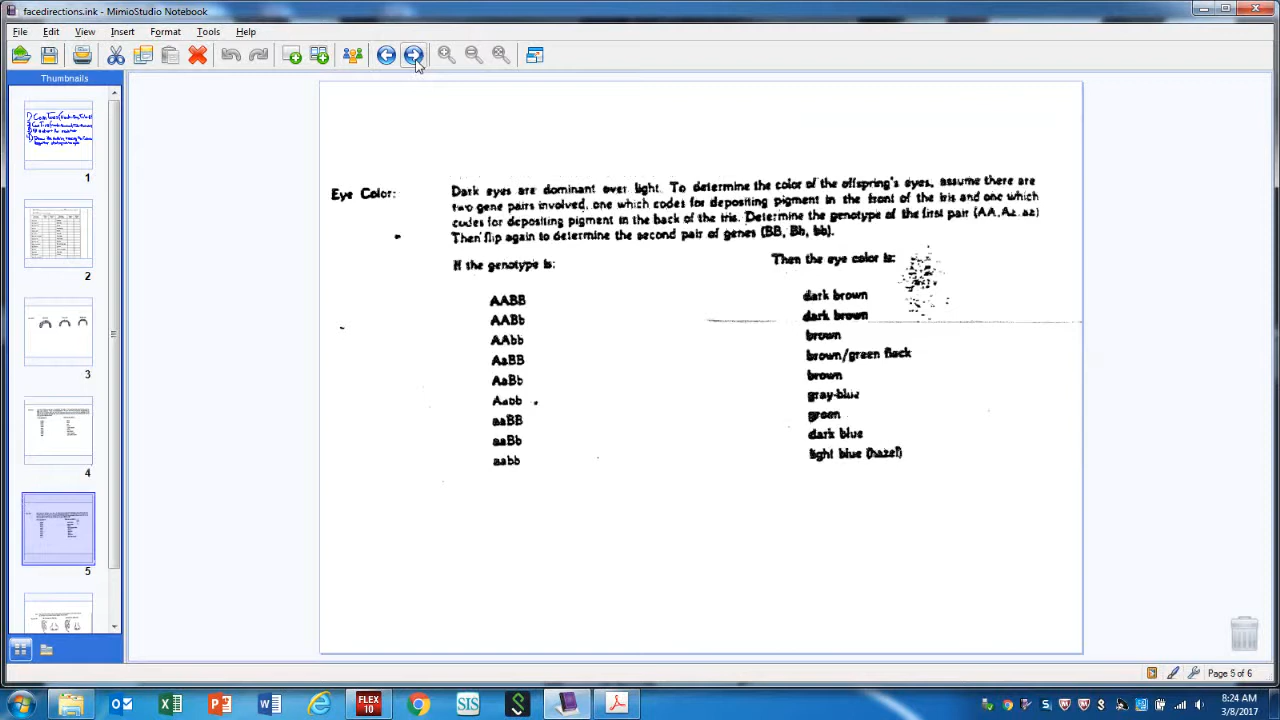 facedirections.ink - MimioStudio Notebook
File Edit View Insert Format Tools Help
Thumbnails
1
2
3
4
5
Eye Color:
Dark eyes are dominant over light. To determine the color of the offspring's eyes, assume there are
two gene pairs involved, one which codes for depositing pigment in the front of the iris and one which
codes for depositing pigment in the back of the iris. Determine the genotype of the first pair (AA, Aa, aa)
Then flip again to determine the second pair of genes (BB, Bb, bb).
If the genotype is: Then the eye color is:
AABB dark brown
AABb dark brown
AAbb brown
AaBB brown/green fleck
AaBb brown
Aabb gray-blue
aaBB green
aaBb dark blue
aabb light blue (hazel)
Page 5 of 6
FLEX
10
SIS
8:24 AM
3/8/2017